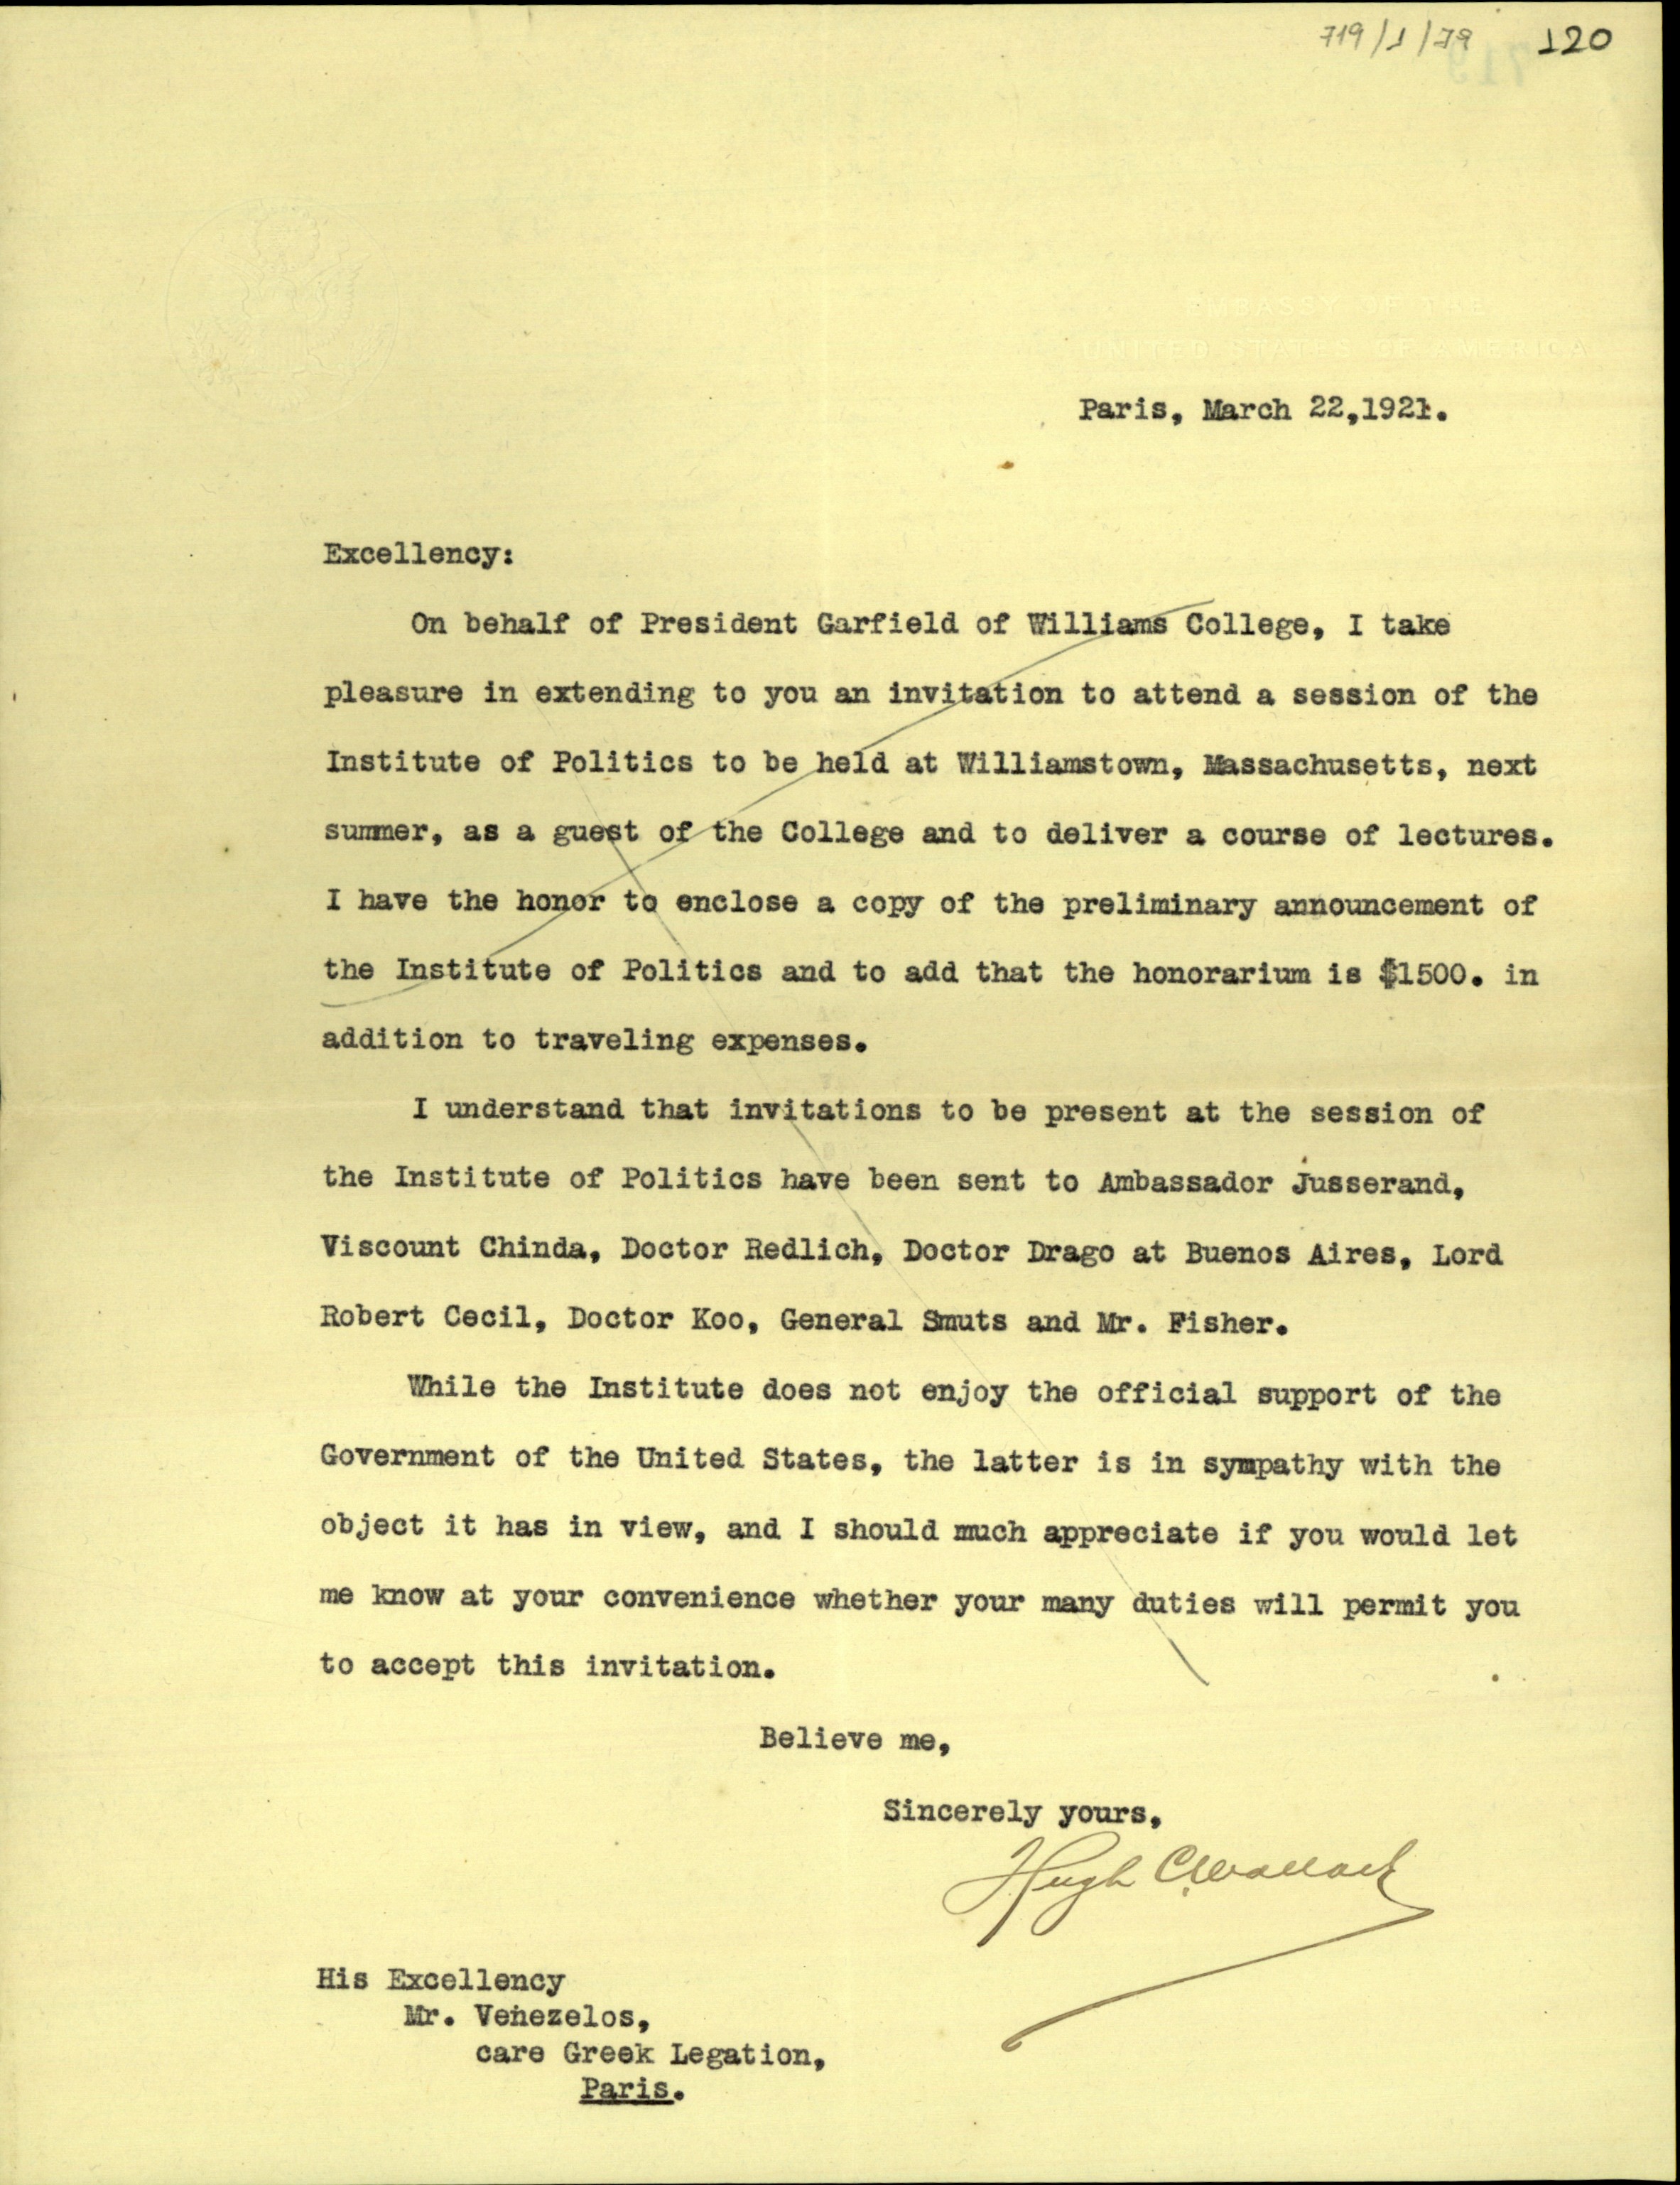 719/1/79 120
EMBASSY OF THE
UNITED STATES OF AMERICA
Paris, March 22,1921.
Excellency:
On behalf of President Garfield of Williams College, I take
pleasure in extending to you an invitation to attend a session of the
Institute of Politics to be held at Williamstown, Massachusetts, next
summer, as a guest of the College and to deliver a course of lectures.
I have the honor to enclose a copy of the preliminary announcement of
the Institute of Politics and to add that the honorarium is $1500. in
addition to traveling expenses.
I understand that invitations to be present at the session of
the Institute of Politics have been sent to Ambassador Jusserand,
Viscount Chinda, Doctor Redlich, Doctor Drago at Buenos Aires, Lord
Robert Cecil, Doctor Koo, General Smuts and Mr. Fisher.
While the Institute does not enjoy the official support of the
Government of the United States, the latter is in sympathy with the
object it has in view, and I should much appreciate if you would let
me know at your convenience whether your many duties will permit you
to accept this invitation.
Believe me,
Sincerely yours,
Hugh C. Wallace
His Excellency
Mr. Venezelos,
care Greek Legation,
Paris.